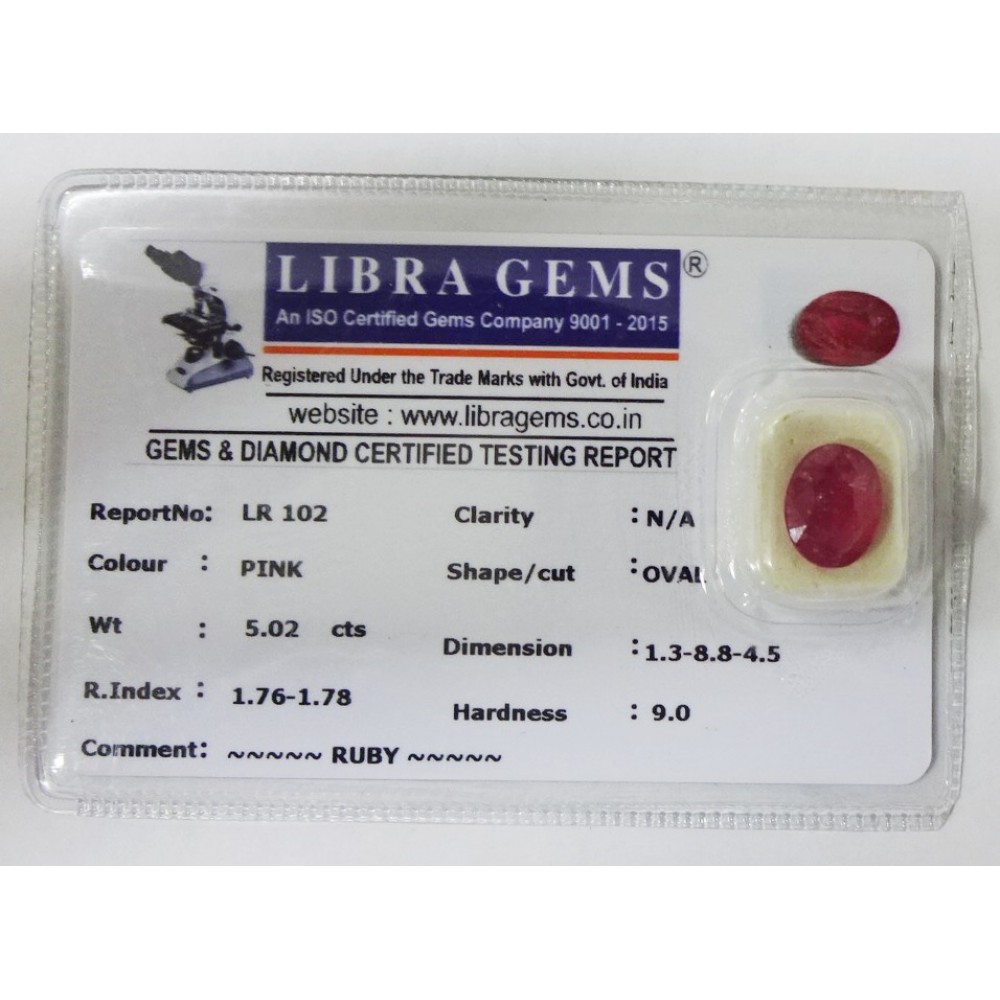 LIBRA GEMS ®
An ISO Certified Gems Company 9001 - 2015
Registered Under the Trade Marks with Govt. of India
website : www.libragems.co.in
GEMS & DIAMOND CERTIFIED TESTING REPORT
ReportNo: LR 102 Clarity : N/A
Colour : PINK Shape/cut : OVAL
Wt : 5.02 cts Dimension : 1.3-8.8-4.5
R.Index : 1.76-1.78 Hardness : 9.0
Comment: ~~~~~ RUBY ~~~~~